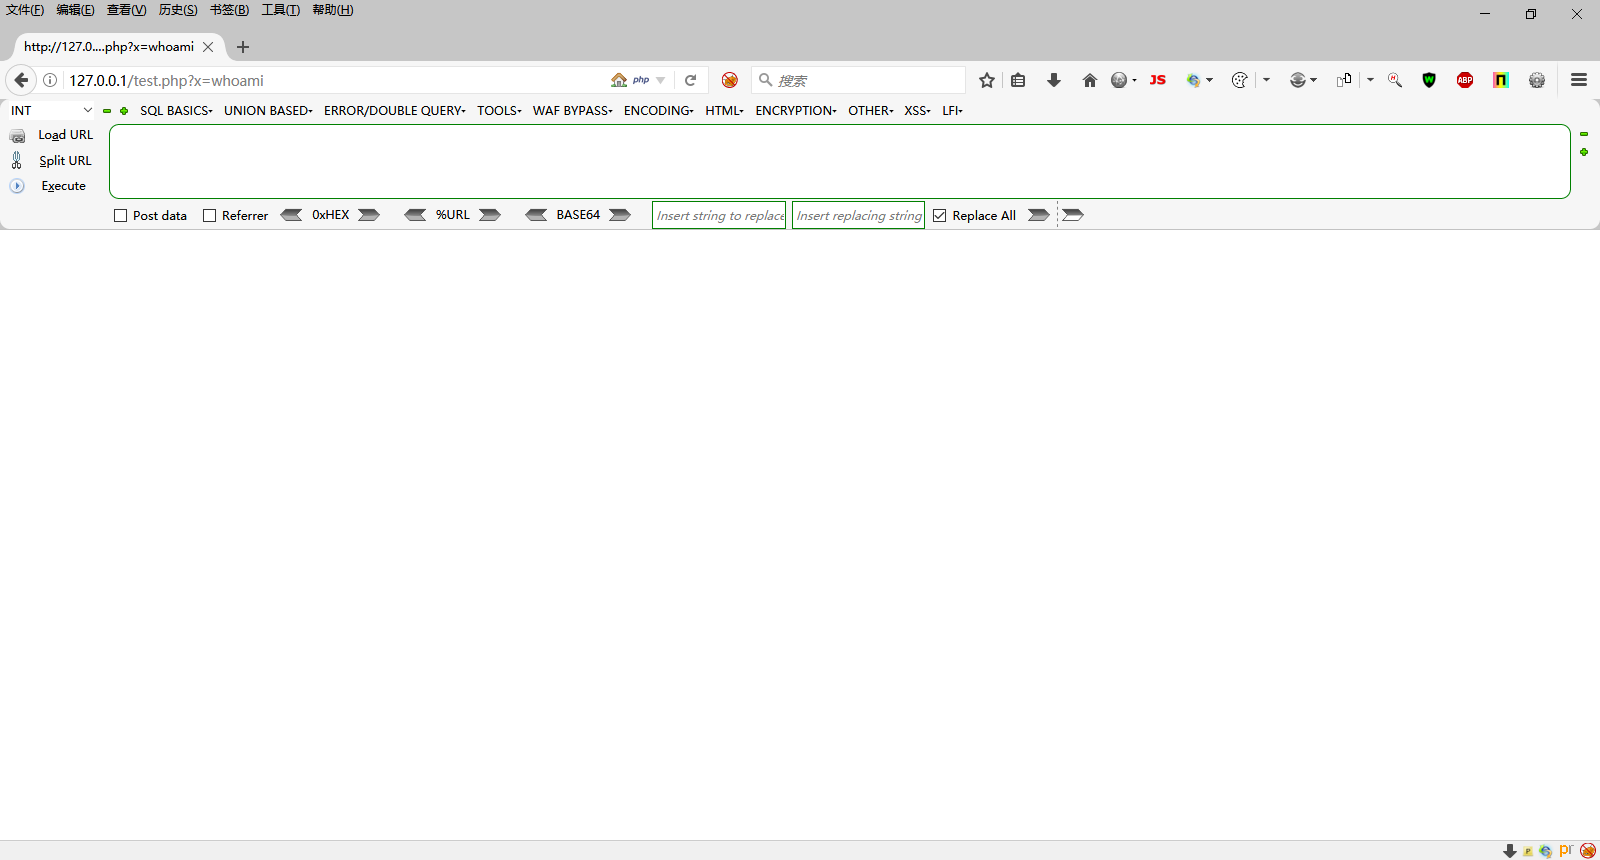 文件(F) 编辑(E) 查看(V) 历史(S) 书签(B) 工具(T) 帮助(H)
http://127.0....php?x=whoami
127.0.0.1/test.php?x=whoami php 搜索 JS W ABP
INT SQL BASICS UNION BASED ERROR/DOUBLE QUERY TOOLS WAF BYPASS ENCODING HTML ENCRYPTION OTHER XSS LFI
Load URL
Split URL
Execute
Post data Referrer 0xHEX %URL BASE64 Insert string to replace Insert replacing string Replace All
P pr